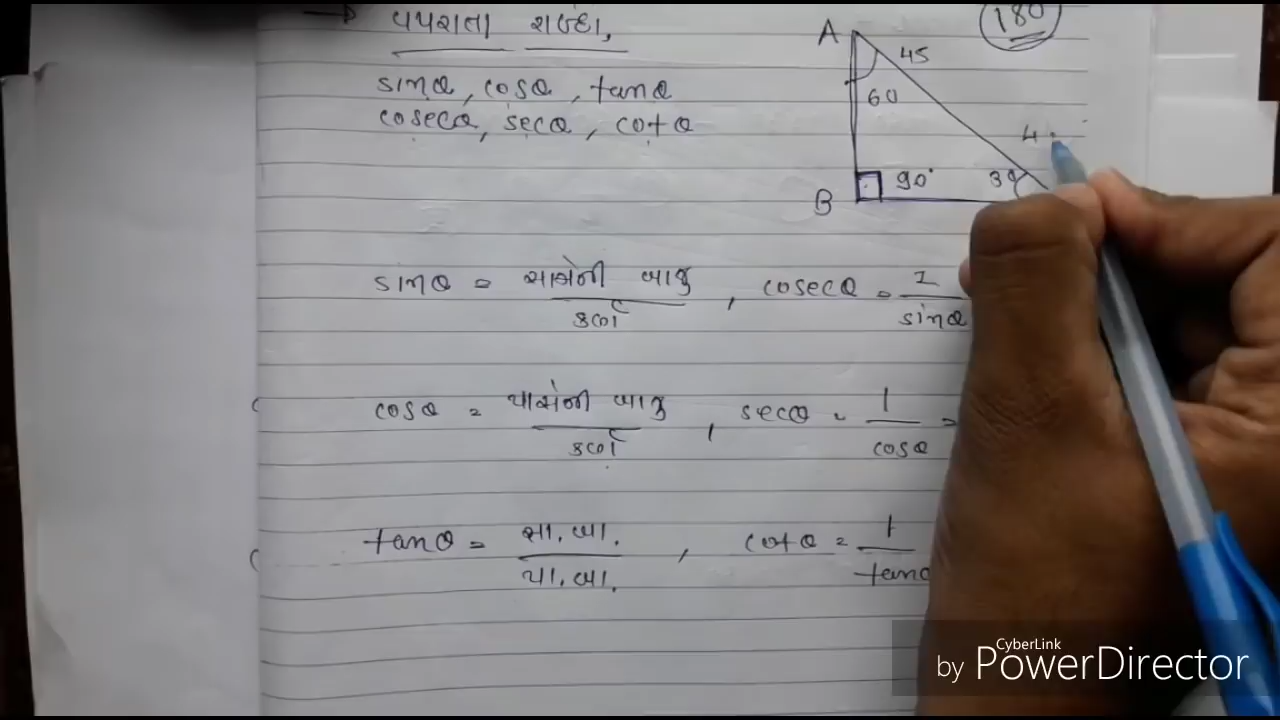 વપરાતા શબ્દો,
180
A
45
sinθ, cosθ, tanθ
60
cosecθ, secθ, cotθ
4
90°
30
B
sinθ = સામેની બાજુ / કર્ણ , cosecθ = 1 / sinθ
cosθ = પાસેની બાજુ / કર્ણ , secθ = 1 / cosθ =
tanθ = સા.બા. / પા.બા. , cotθ = 1 / tanθ
CyberLink
by PowerDirector